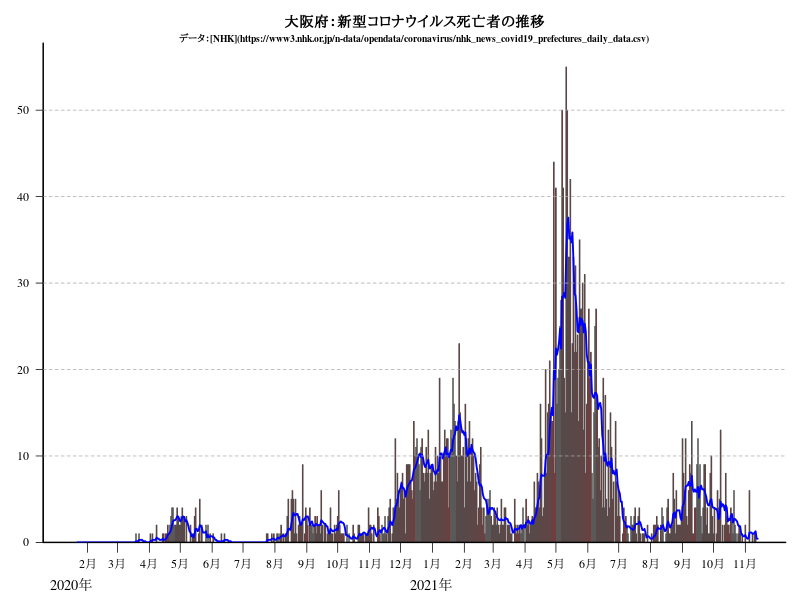 大阪府:新型コロナウイルス死亡者の推移
データ:[NHK](https://www3.nhk.or.jp/n-data/opendata/coronavirus/nhk_news_covid19_prefectures_daily_data.csv)
50
40
30
20
10
0
2月 3月 4月 5月 6月 7月 8月 9月 10月 11月 12月 1月 2月 3月 4月 5月 6月 7月 8月 9月 10月 11月
2020年 2021年